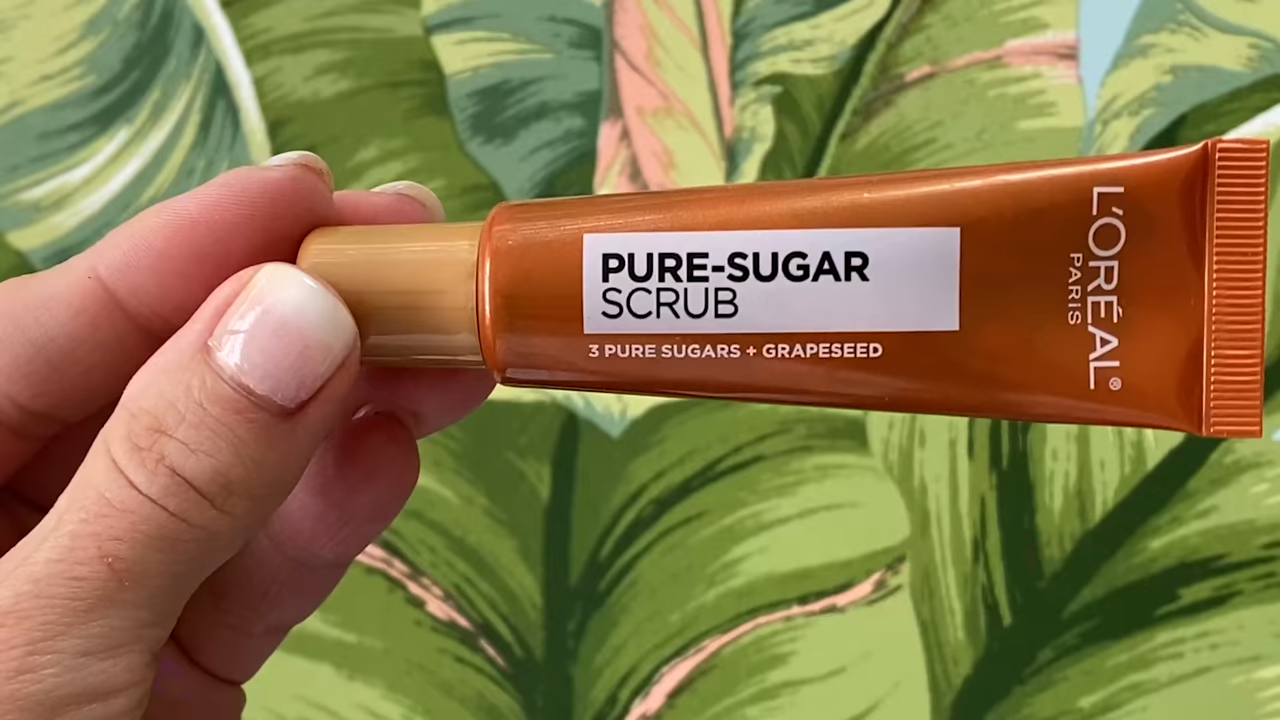 PURE-SUGAR
SCRUB
3 PURE SUGARS + GRAPESEED
L'ORÉAL®
PARIS